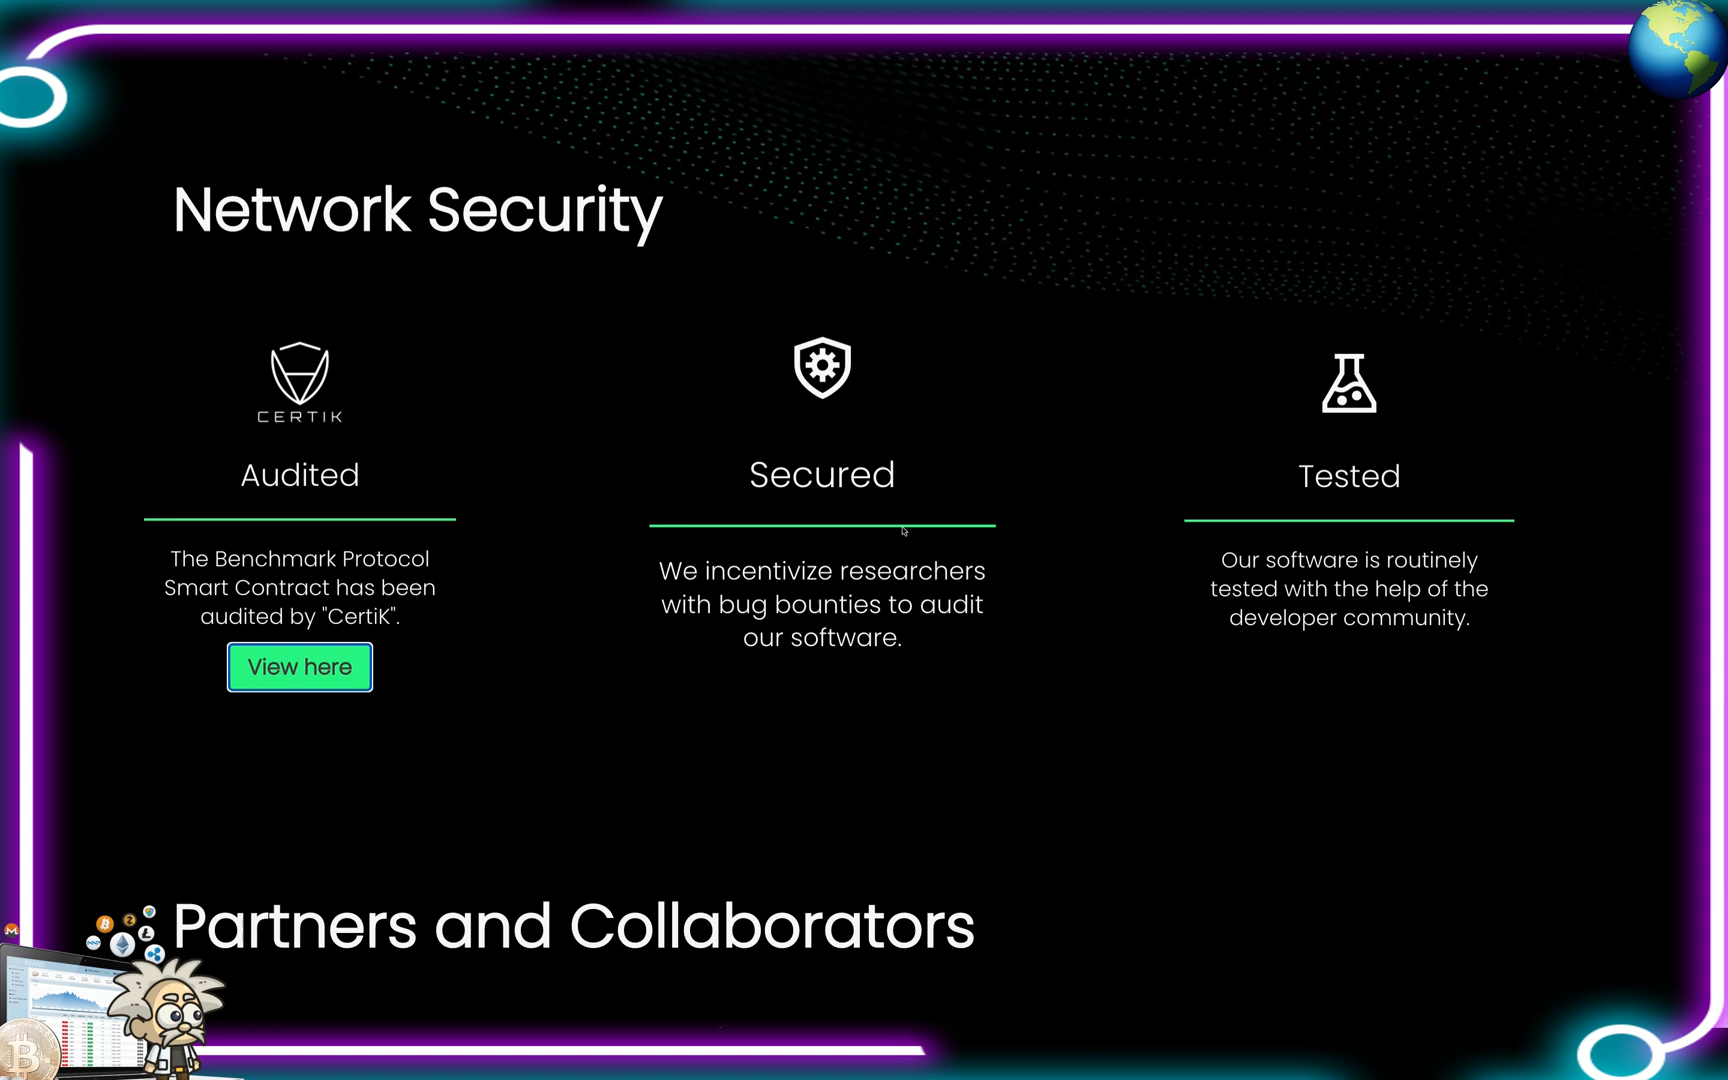 Network Security
CERTIK
Audited
The Benchmark Protocol
Smart Contract has been
audited by "CertiK".
View here
Secured
We incentivize researchers
with bug bounties to audit
our software.
Tested
Our software is routinely
tested with the help of the
developer community.
Partners and Collaborators